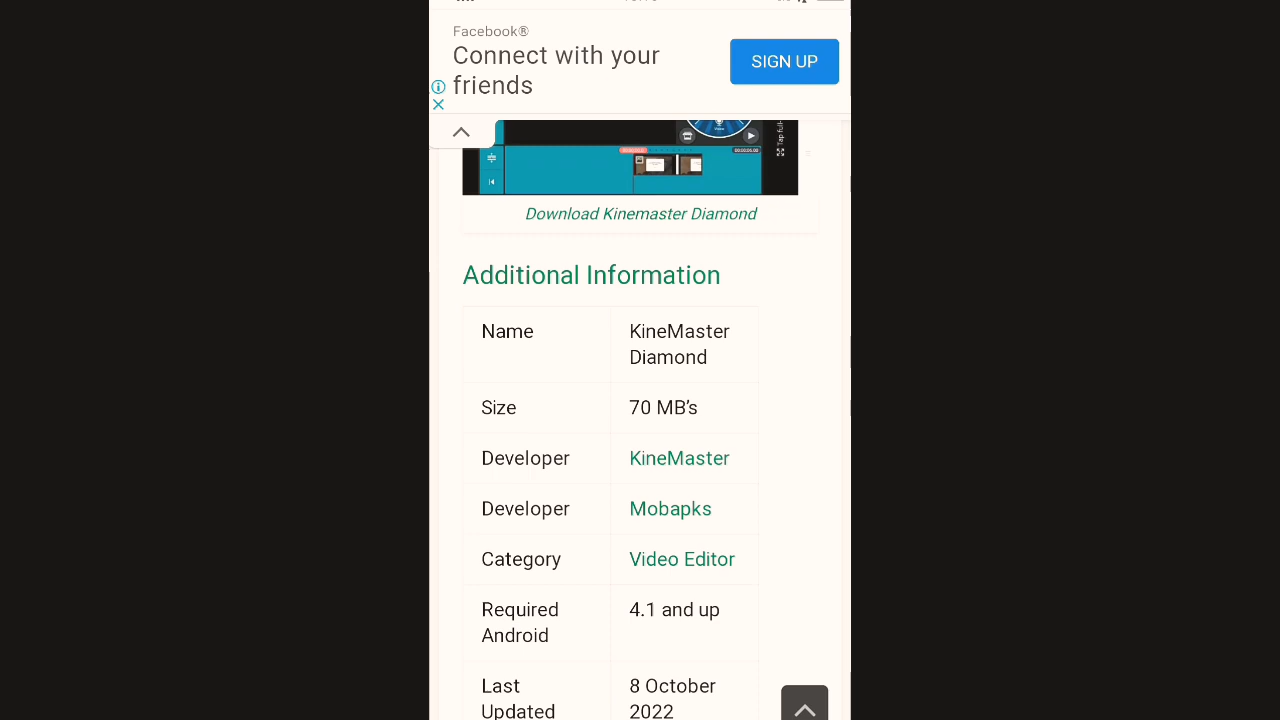 Facebook®
Connect with your
friends
SIGN UP
Download Kinemaster Diamond
Additional Information
Name
KineMaster
Diamond
Size
70 MB's
Developer
KineMaster
Developer
Mobapks
Category
Video Editor
Required
Android
4.1 and up
Last
Updated
8 October
2022